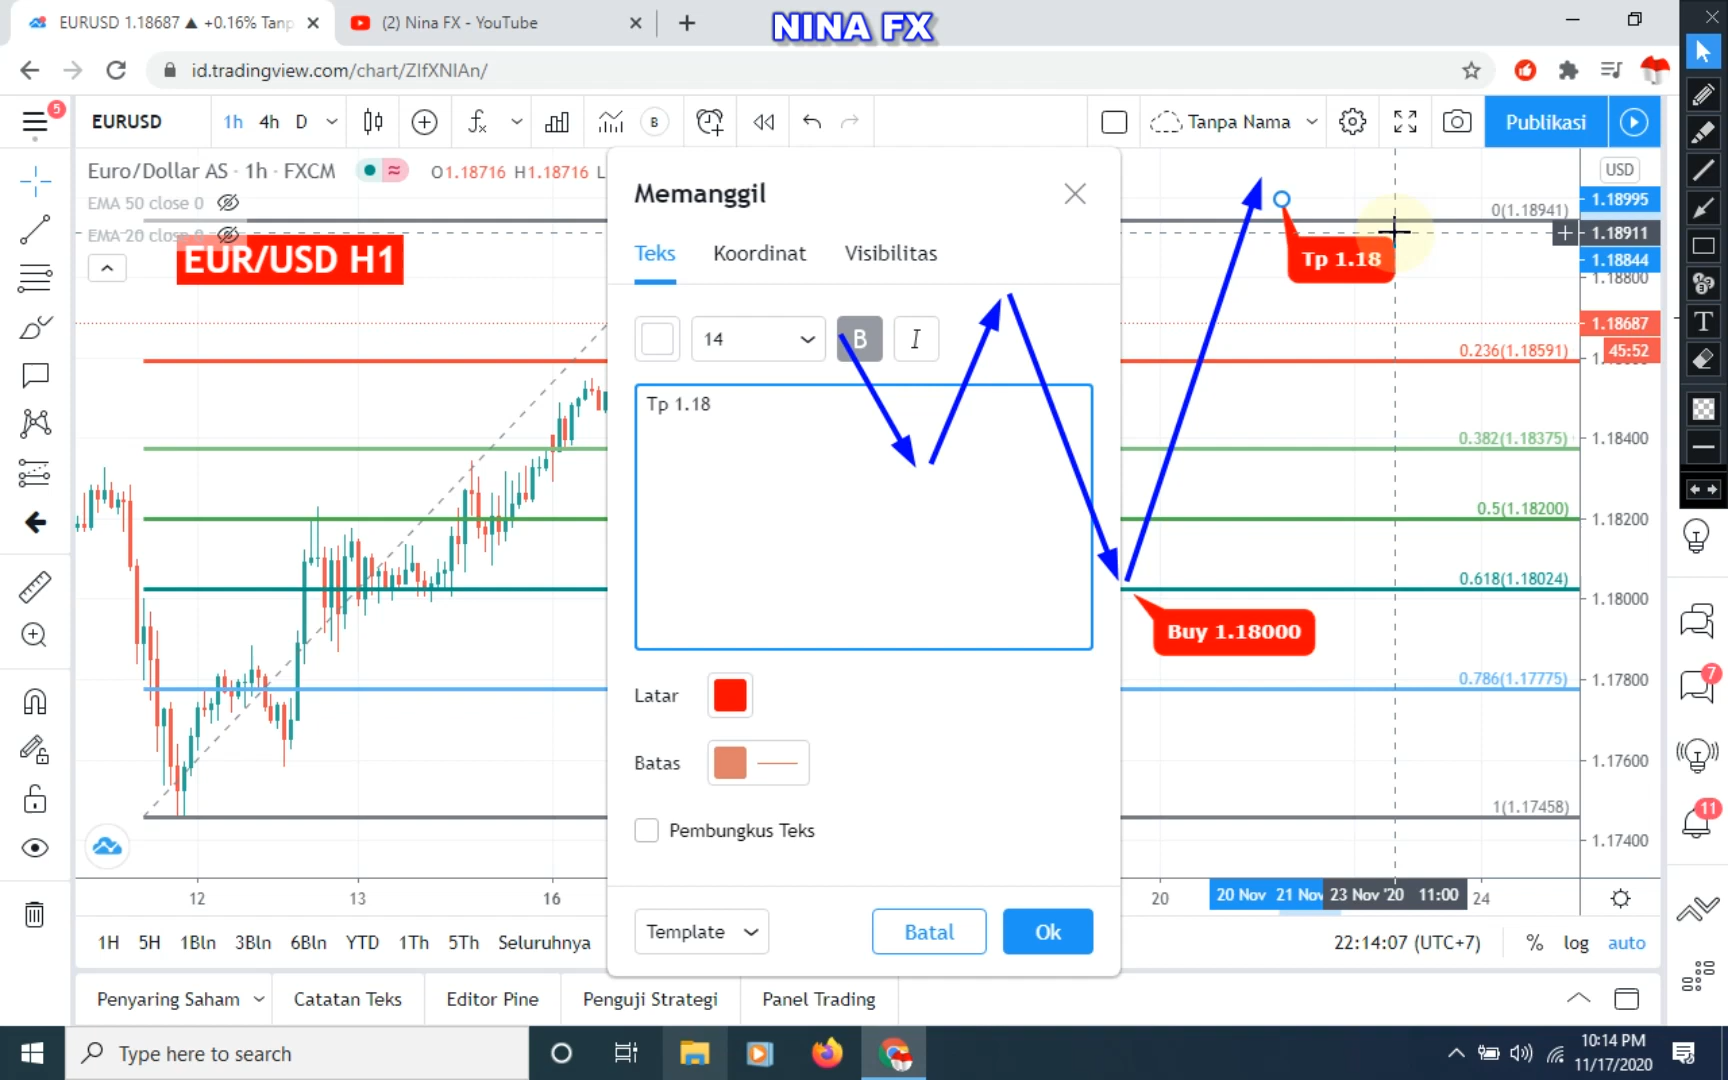 EURUSD 1.18687 ▲ +0.16% Tanp
(2) Nina FX - YouTube
NINA FX
id.tradingview.com/chart/ZIfXNIAn/
5
EURUSD
1h
4h
D
B
Tanpa Nama
Publikasi
Euro/Dollar AS · 1h · FXCM
O1.18716 H1.18716 L
EMA 50 close 0
EMA 20 close 0
EUR/USD H1
Memanggil
Teks
Koordinat
Visibilitas
14
B
I
Tp 1.18
Latar
Batas
Pembungkus Teks
Template
Batal
Ok
Tp 1.18
Buy 1.18000
0(1.18941)
0.236(1.18591)
0.382(1.18375)
0.5(1.18200)
0.618(1.18024)
0.786(1.17775)
1(1.17458)
USD
1.18995
1.18911
1.18844
1.18800
1.18687
45:52
1.18400
1.18200
1.18000
1.17800
1.17600
1.17400
T
7
11
12
13
16
20
20 Nov
21 Nov
23 Nov '20 11:00
24
1H
5H
1Bln
3Bln
6Bln
YTD
1Th
5Th
Seluruhnya
22:14:07 (UTC+7)
%
log
auto
Penyaring Saham
Catatan Teks
Editor Pine
Penguji Strategi
Panel Trading
Type here to search
10:14 PM
11/17/2020